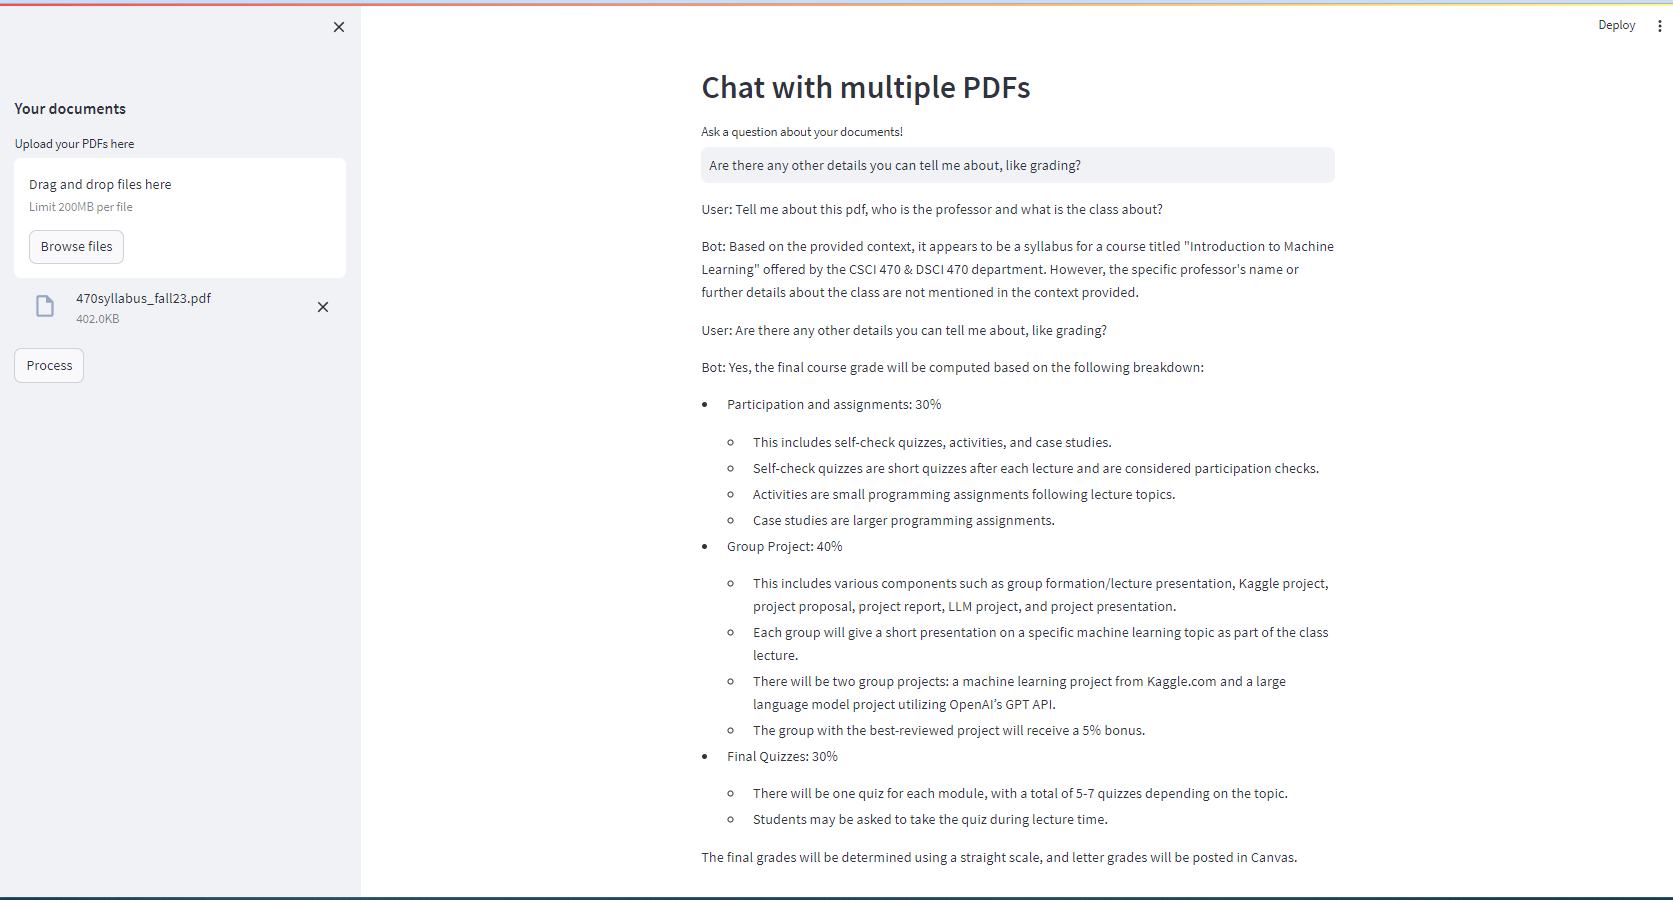 Deploy
Your documents
Upload your PDFs here
Drag and drop files here
Limit 200MB per file
Browse files
470syllabus_fall23.pdf
402.0KB
Process
Chat with multiple PDFs
Ask a question about your documents!
Are there any other details you can tell me about, like grading?
User: Tell me about this pdf, who is the professor and what is the class about?
Bot: Based on the provided context, it appears to be a syllabus for a course titled "Introduction to Machine
Learning" offered by the CSCI 470 & DSCI 470 department. However, the specific professor's name or
further details about the class are not mentioned in the context provided.
User: Are there any other details you can tell me about, like grading?
Bot: Yes, the final course grade will be computed based on the following breakdown:
• Participation and assignments: 30%
◦ This includes self-check quizzes, activities, and case studies.
◦ Self-check quizzes are short quizzes after each lecture and are considered participation checks.
◦ Activities are small programming assignments following lecture topics.
◦ Case studies are larger programming assignments.
• Group Project: 40%
◦ This includes various components such as group formation/lecture presentation, Kaggle project,
project proposal, project report, LLM project, and project presentation.
◦ Each group will give a short presentation on a specific machine learning topic as part of the class
lecture.
◦ There will be two group projects: a machine learning project from Kaggle.com and a large
language model project utilizing OpenAI’s GPT API.
◦ The group with the best-reviewed project will receive a 5% bonus.
• Final Quizzes: 30%
◦ There will be one quiz for each module, with a total of 5-7 quizzes depending on the topic.
◦ Students may be asked to take the quiz during lecture time.
The final grades will be determined using a straight scale, and letter grades will be posted in Canvas.